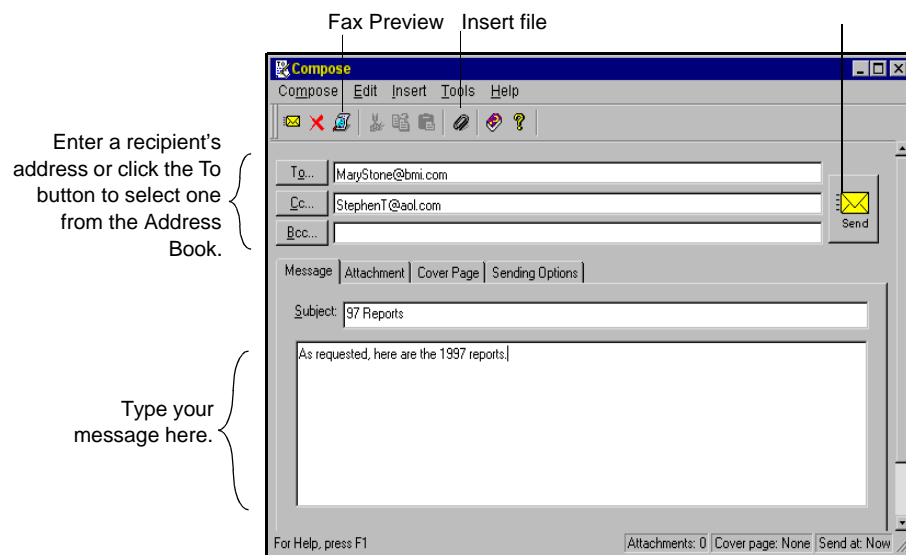 Fax Preview Insert file
Compose
Compose Edit Insert Tools Help
Enter a recipient's
address or click the To
button to select one
from the Address
Book.
To... MaryStone@bmi.com
Cc... StephenT@aol.com
Bcc...
Send
Message Attachment Cover Page Sending Options
Subject: 97 Reports
As requested, here are the 1997 reports.
Type your
message here.
For Help, press F1 Attachments: 0 Cover page: None Send at: Now